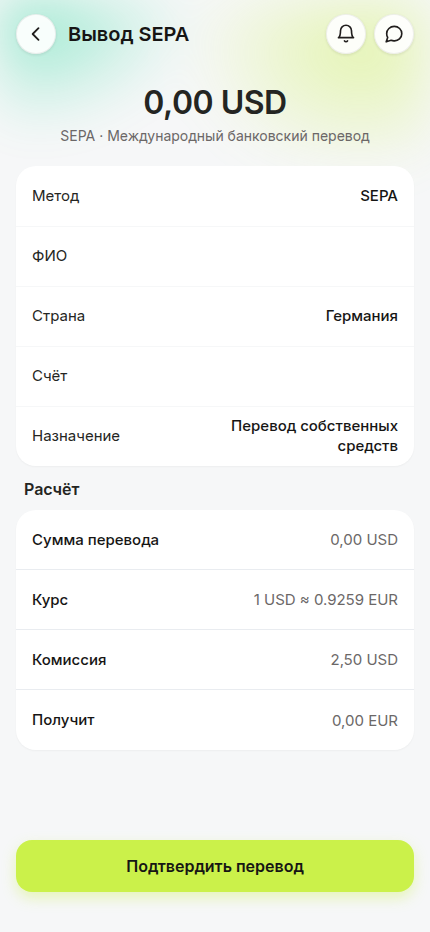 Вывод SEPA
0,00 USD
SEPA · Международный банковский перевод
Метод SEPA
ФИО
Страна Германия
Счёт
Назначение Перевод собственных
средств
Расчёт
Сумма перевода 0,00 USD
Курс 1 USD ≈ 0.9259 EUR
Комиссия 2,50 USD
Получит 0,00 EUR
Подтвердить перевод